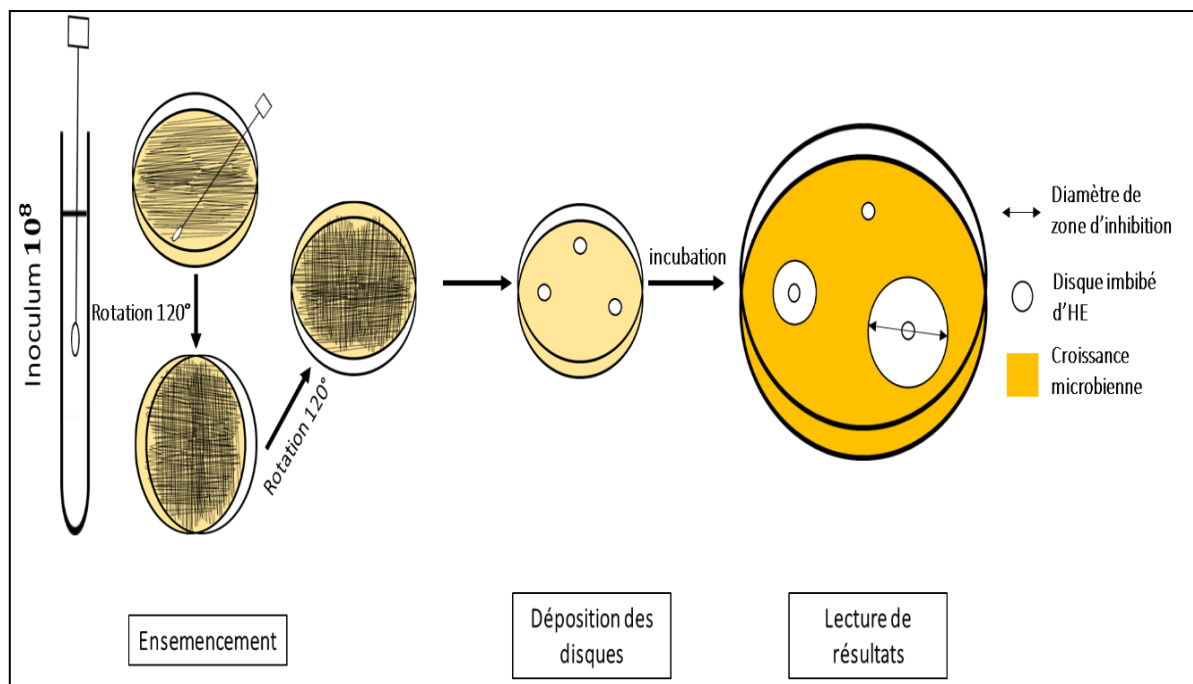 Inoculum 10⁸
Rotation 120°
Rotation 120°
incubation
Diamètre de
zone d'inhibition
Disque imbibé
d'HE
Croissance
microbienne
Ensemencement
Déposition des
disques
Lecture de
résultats